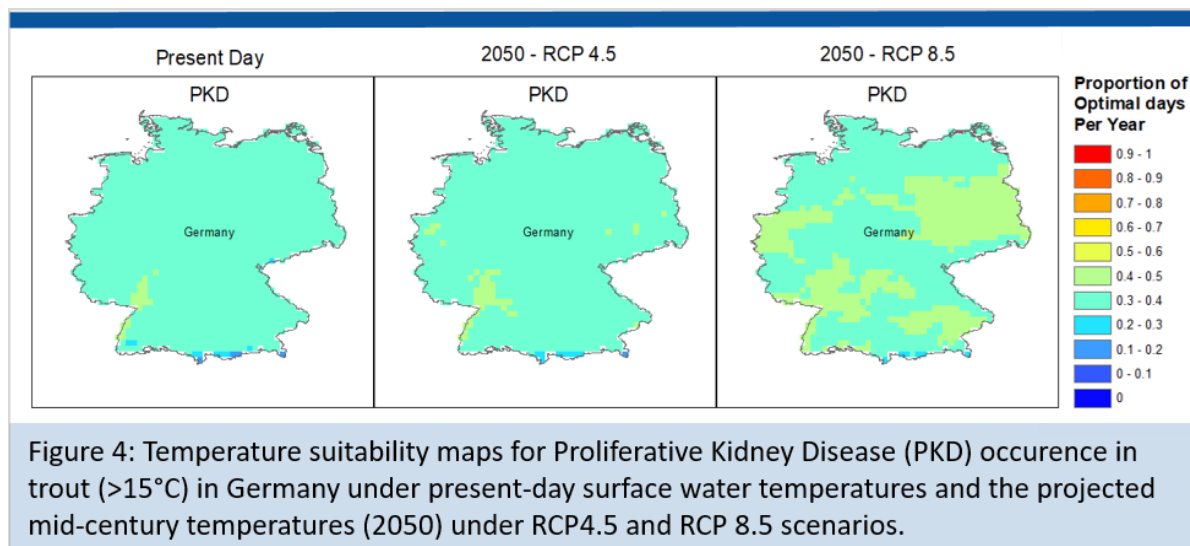 Present Day
2050 - RCP 4.5
2050 - RCP 8.5
PKD
PKD
PKD
Germany
Germany
Germany
Proportion of
Optimal days
Per Year
0.9 - 1
0.8 - 0.9
0.7 - 0.8
0.6 - 0.7
0.5 - 0.6
0.4 - 0.5
0.3 - 0.4
0.2 - 0.3
0.1 - 0.2
0 - 0.1
0
Figure 4: Temperature suitability maps for Proliferative Kidney Disease (PKD) occurence in
trout (>15°C) in Germany under present-day surface water temperatures and the projected
mid-century temperatures (2050) under RCP4.5 and RCP 8.5 scenarios.